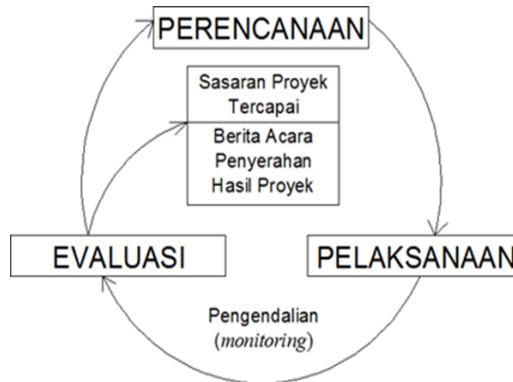 PERENCANAAN
Sasaran Proyek
Tercapai
Berita Acara
Penyerahan
Hasil Proyek
EVALUASI
PELAKSANAAN
Pengendalian
(monitoring)